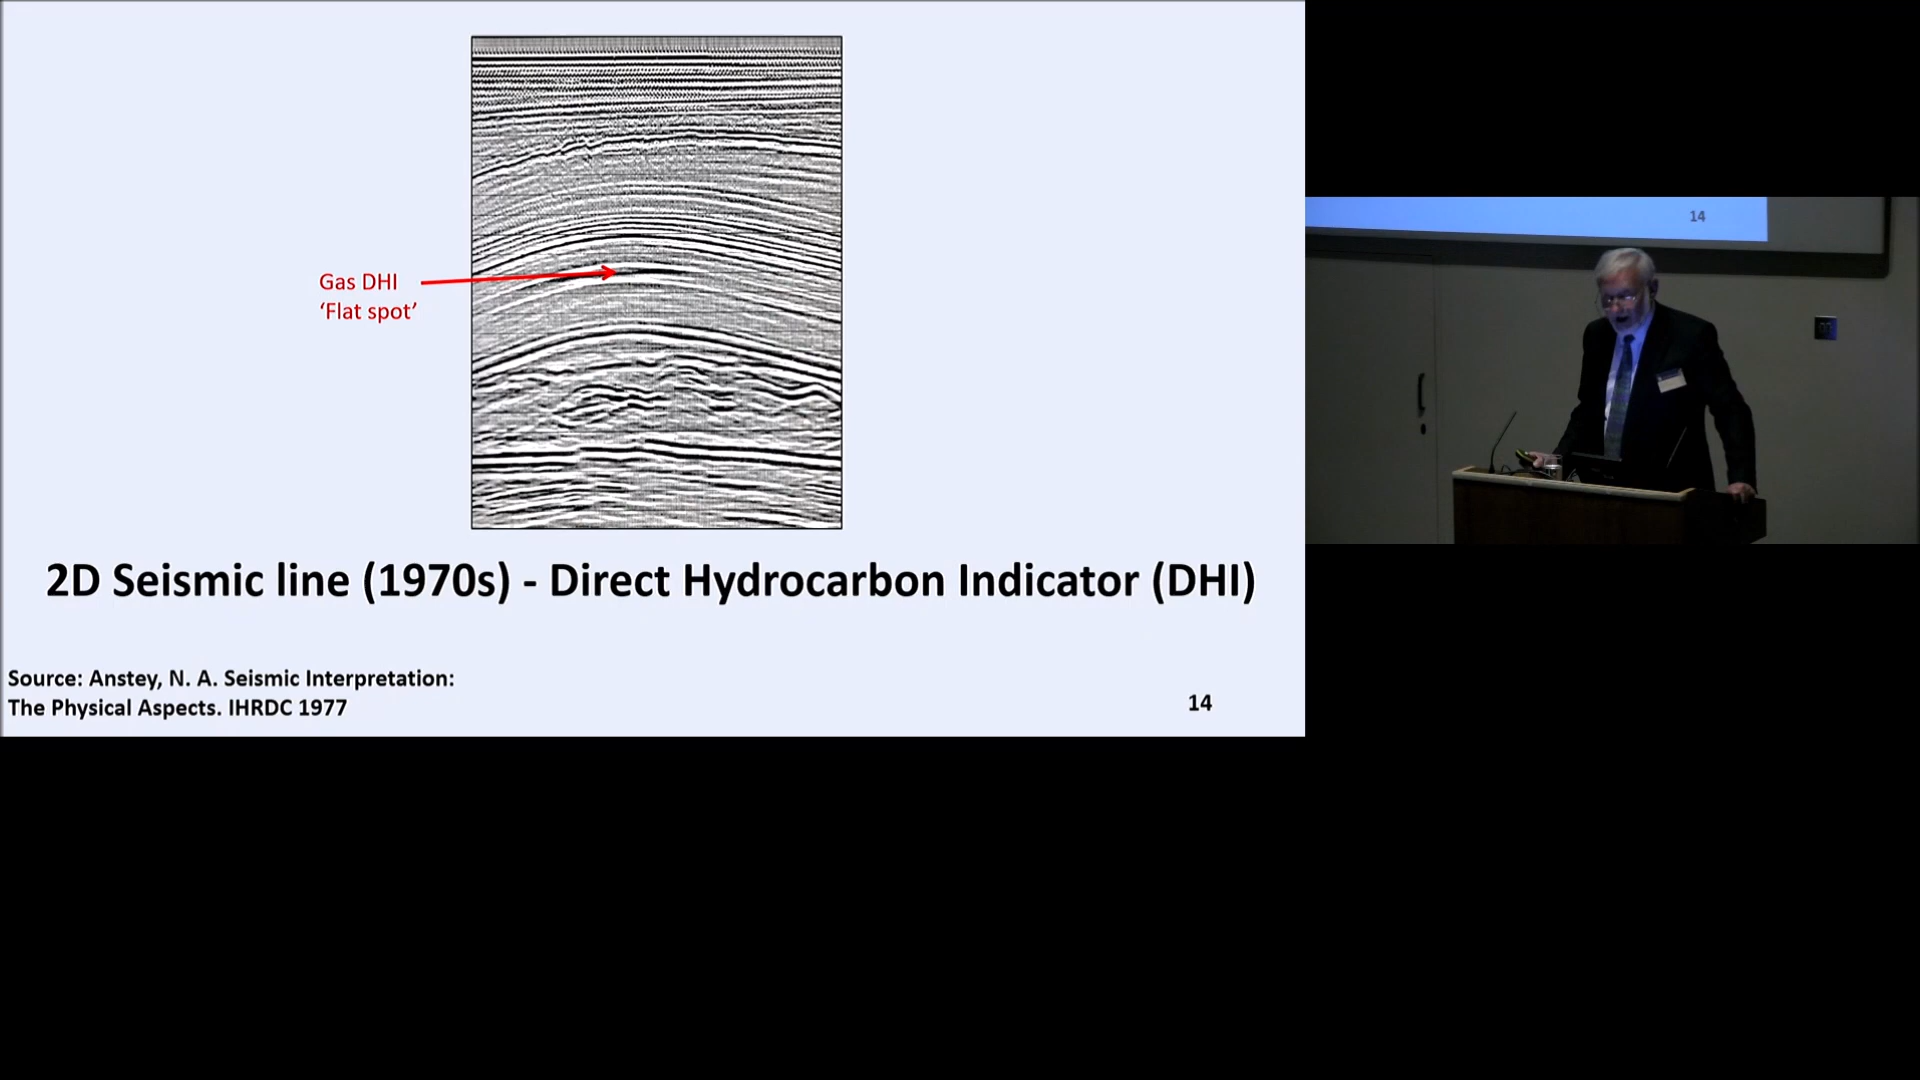 Gas DHI
‘Flat spot’
2D Seismic line (1970s) - Direct Hydrocarbon Indicator (DHI)
Source: Anstey, N. A. Seismic Interpretation:
The Physical Aspects. IHRDC 1977
14
14